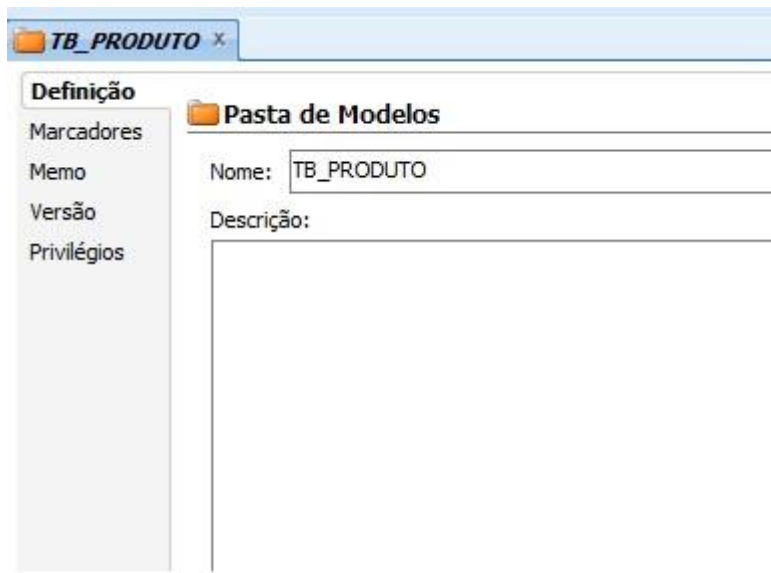 TB_PRODUTO x
Definição
Marcadores
Memo
Versão
Privilégios
Pasta de Modelos
Nome: TB_PRODUTO
Descrição: